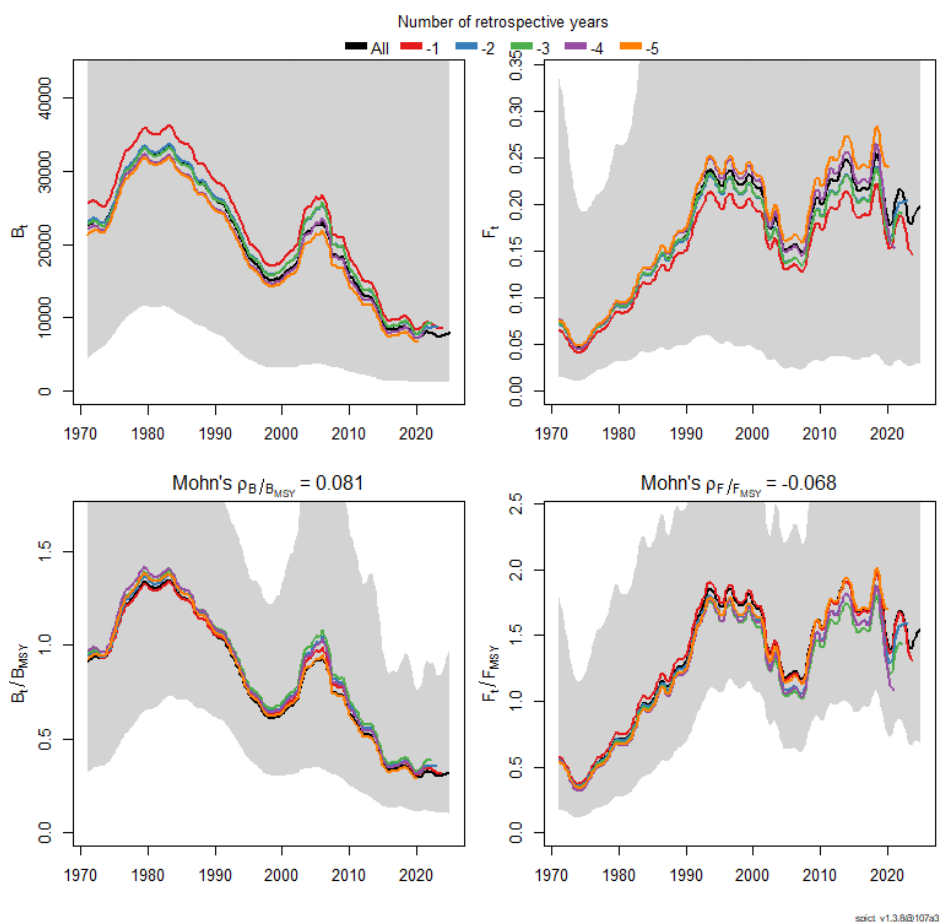 Number of retrospective years
All -1 -2 -3 -4 -5
Bt
0 10000 20000 30000 40000
1970 1980 1990 2000 2010 2020
Ft
0.00 0.05 0.10 0.15 0.20 0.25 0.30 0.35
1970 1980 1990 2000 2010 2020
Mohn's ρB/BMSY = 0.081
Bt/BMSY
0.0 0.5 1.0 1.5
1970 1980 1990 2000 2010 2020
Mohn's ρF/FMSY = -0.068
Ft/FMSY
0.0 0.5 1.0 1.5 2.0 2.5
1970 1980 1990 2000 2010 2020
spict_v1.3.8@107a3